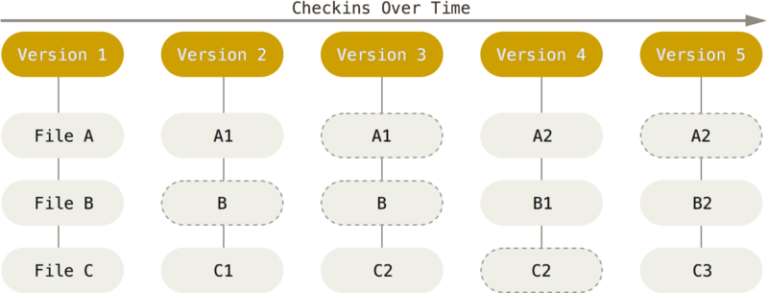 Checkins Over Time
Version 1 Version 2 Version 3 Version 4 Version 5
File A A1 A1 A2 A2
File B B B B1 B2
File C C1 C2 C2 C3